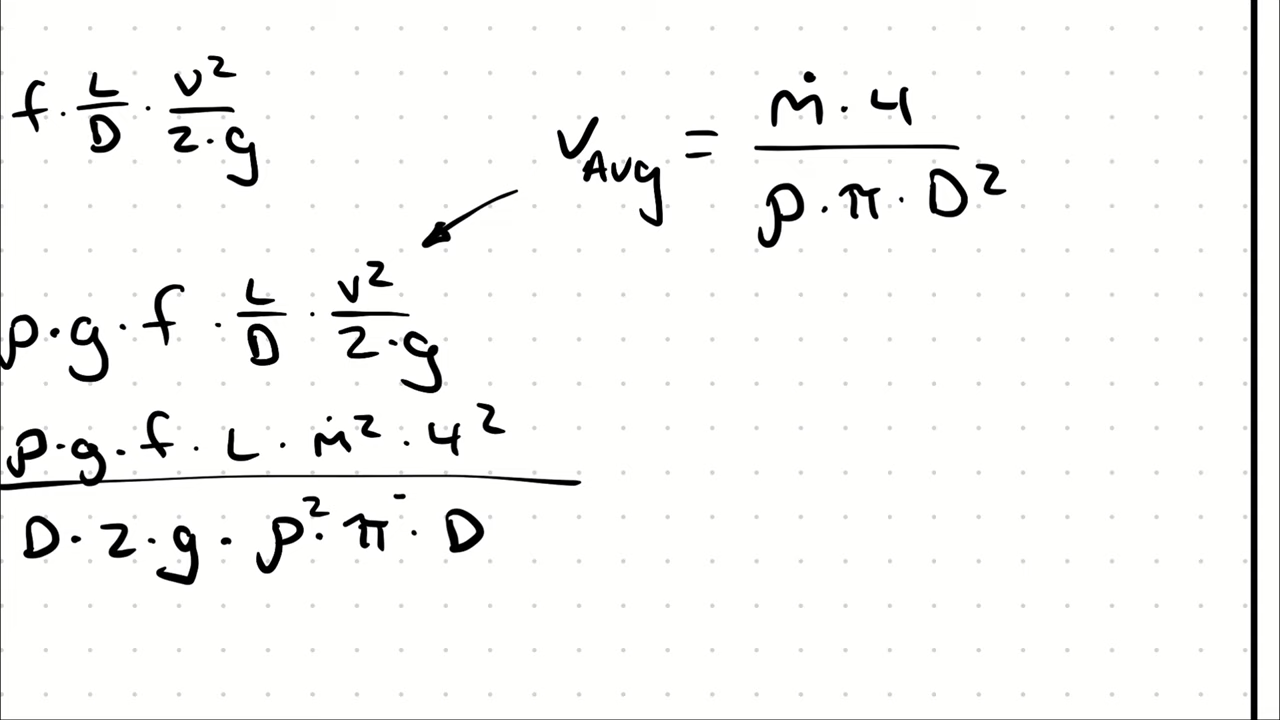 f · L/D · v²/(2·g)
v_Avg = (ṁ · 4)/(ρ · π · D²)
ρ · g · f · L/D · v²/(2·g)
ρ · g · f · L · ṁ² · 4²
D · 2 · g · ρ² · π⁻ · D